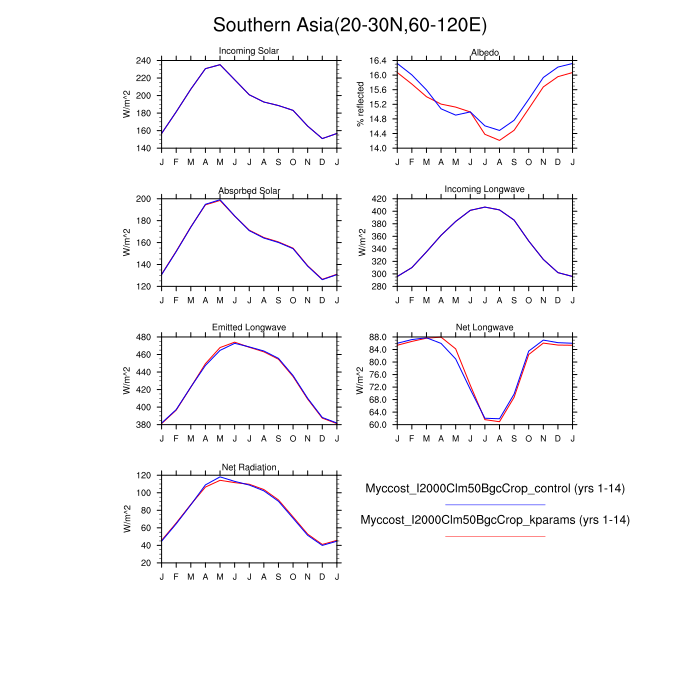 Southern Asia(20-30N,60-120E)
Incoming Solar
W/m^2
240
220
200
180
160
140
J F M A M J J A S O N D J
Albedo
% reflected
16.4
16.0
15.6
15.2
14.8
14.4
14.0
J F M A M J J A S O N D J
Absorbed Solar
W/m^2
200
180
160
140
120
J F M A M J J A S O N D J
Incoming Longwave
W/m^2
420
400
380
360
340
320
300
280
J F M A M J J A S O N D J
Emitted Longwave
W/m^2
480
460
440
420
400
380
J F M A M J J A S O N D J
Net Longwave
W/m^2
88.0
84.0
80.0
76.0
72.0
68.0
64.0
60.0
J F M A M J J A S O N D J
Net Radiation
W/m^2
120
100
80
60
40
20
J F M A M J J A S O N D J
Myccost_I2000Clm50BgcCrop_control (yrs 1-14)
Myccost_I2000Clm50BgcCrop_kparams (yrs 1-14)